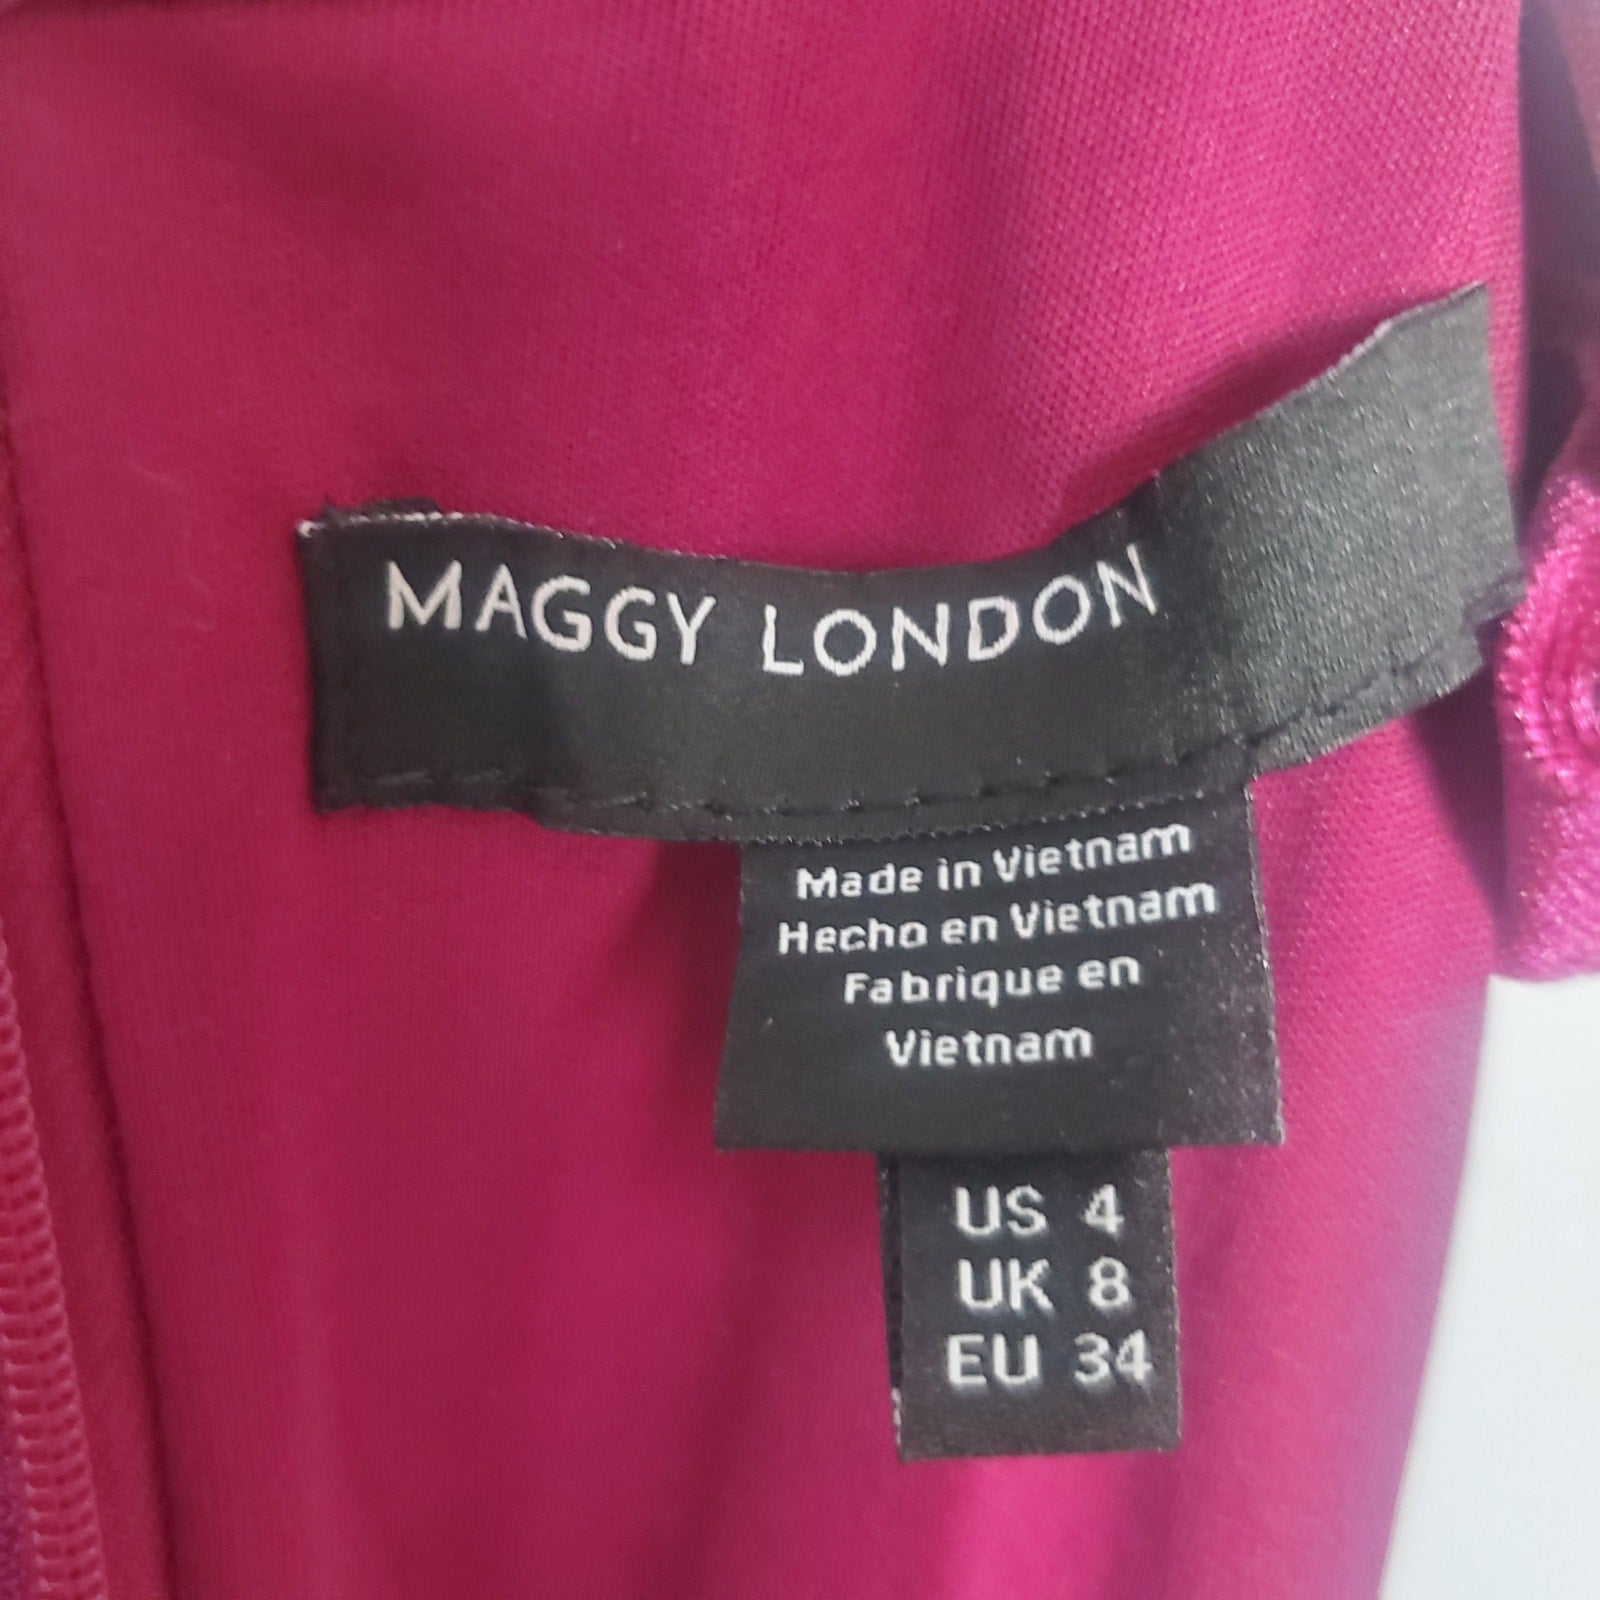 MAGGY LONDON
Made in Vietnam
Hecho en Vietnam
Fabrique en
Vietnam
US 4
UK 8
EU 34